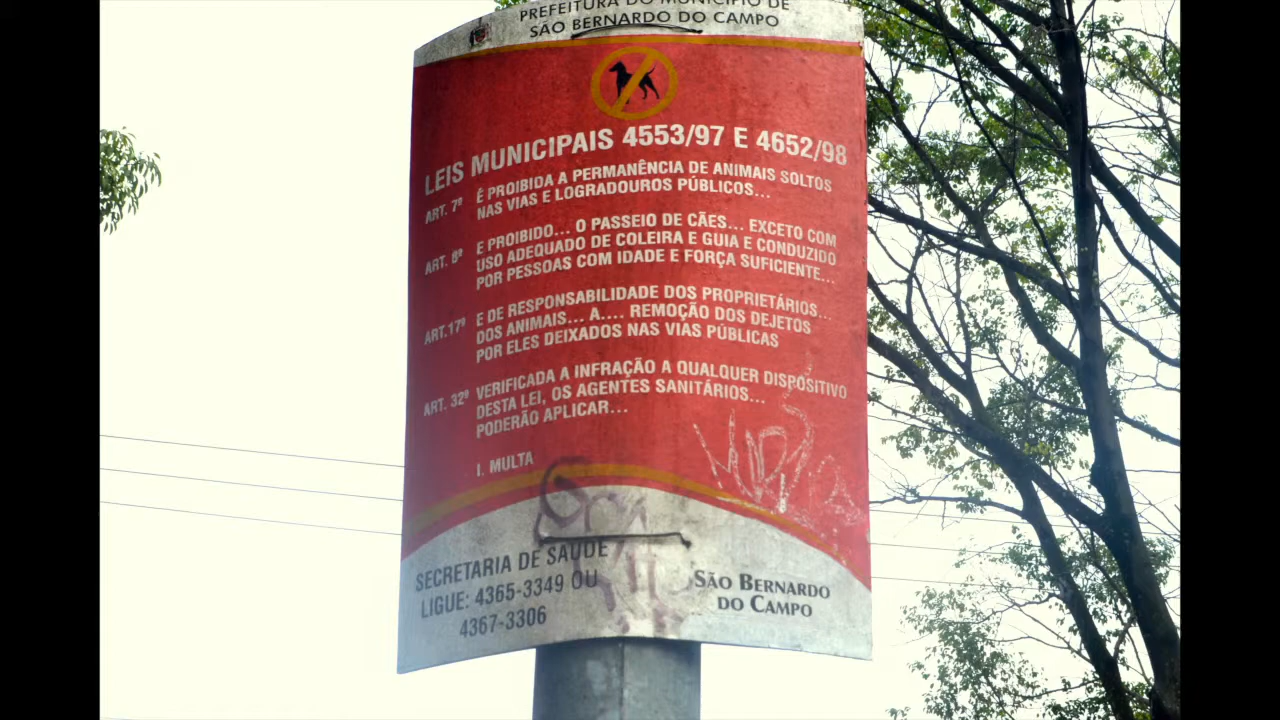 PREFEITURA DO MUNICÍPIO DE
SÃO BERNARDO DO CAMPO
LEIS MUNICIPAIS 4553/97 E 4652/98
ART. 7º É PROIBIDA A PERMANÊNCIA DE ANIMAIS SOLTOS
NAS VIAS E LOGRADOUROS PÚBLICOS...
ART. 8º E PROIBIDO... O PASSEIO DE CÃES... EXCETO COM
USO ADEQUADO DE COLEIRA E GUIA E CONDUZIDO
POR PESSOAS COM IDADE E FORÇA SUFICIENTE...
ART.17º E DE RESPONSABILIDADE DOS PROPRIETÁRIOS...
DOS ANIMAIS... A.... REMOÇÃO DOS DEJETOS
POR ELES DEIXADOS NAS VIAS PÚBLICAS
ART. 32º VERIFICADA A INFRAÇÃO A QUALQUER DISPOSITIVO
DESTA LEI, OS AGENTES SANITÁRIOS...
PODERÃO APLICAR...
I. MULTA
SECRETARIA DE SAÚDE
LIGUE: 4365-3349 OU
4367-3306
SÃO BERNARDO
DO CAMPO